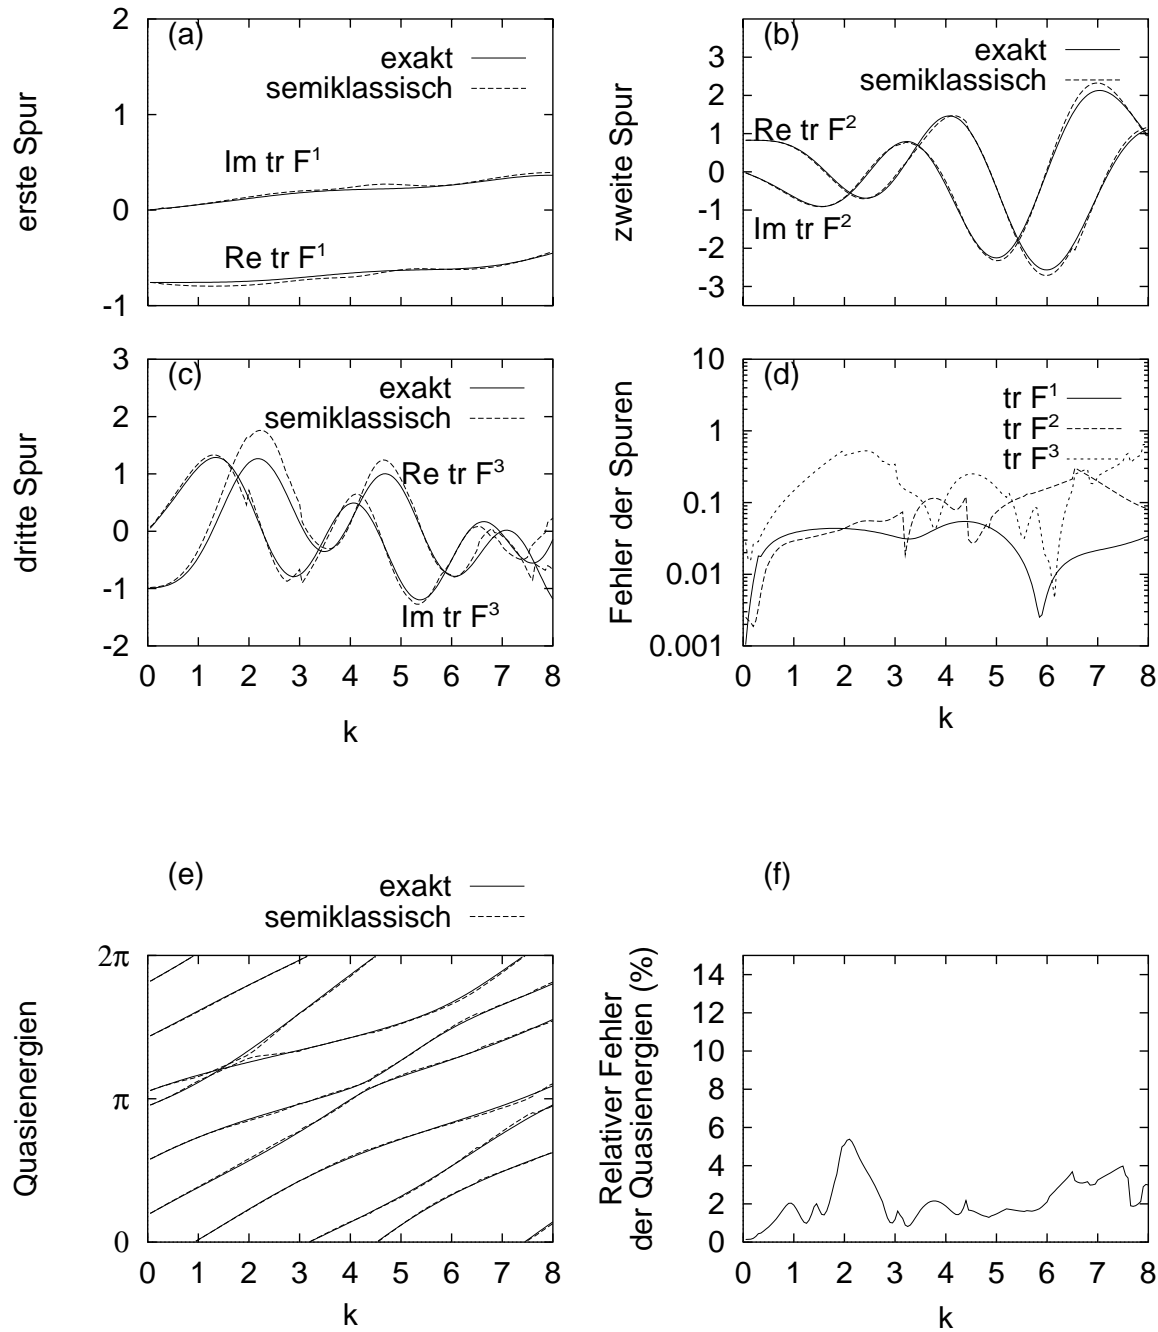 (a)
exakt
semiklassisch
erste Spur
2
1
0
-1
Im tr F¹
Re tr F¹
(b)
exakt
semiklassisch
zweite Spur
3
2
1
0
-1
-2
-3
Re tr F²
Im tr F²
(c)
exakt
semiklassisch
dritte Spur
3
2
1
0
-1
-2
Re tr F³
Im tr F³
0 1 2 3 4 5 6 7 8
k
(d)
tr F¹
tr F²
tr F³
Fehler der Spuren
10
1
0.1
0.01
0.001
0 1 2 3 4 5 6 7 8
k
(e)
exakt
semiklassisch
Quasienergien
2π
π
0
0 1 2 3 4 5 6 7 8
k
(f)
Relativer Fehler
der Quasienergien (%)
14
12
10
8
6
4
2
0
0 1 2 3 4 5 6 7 8
k